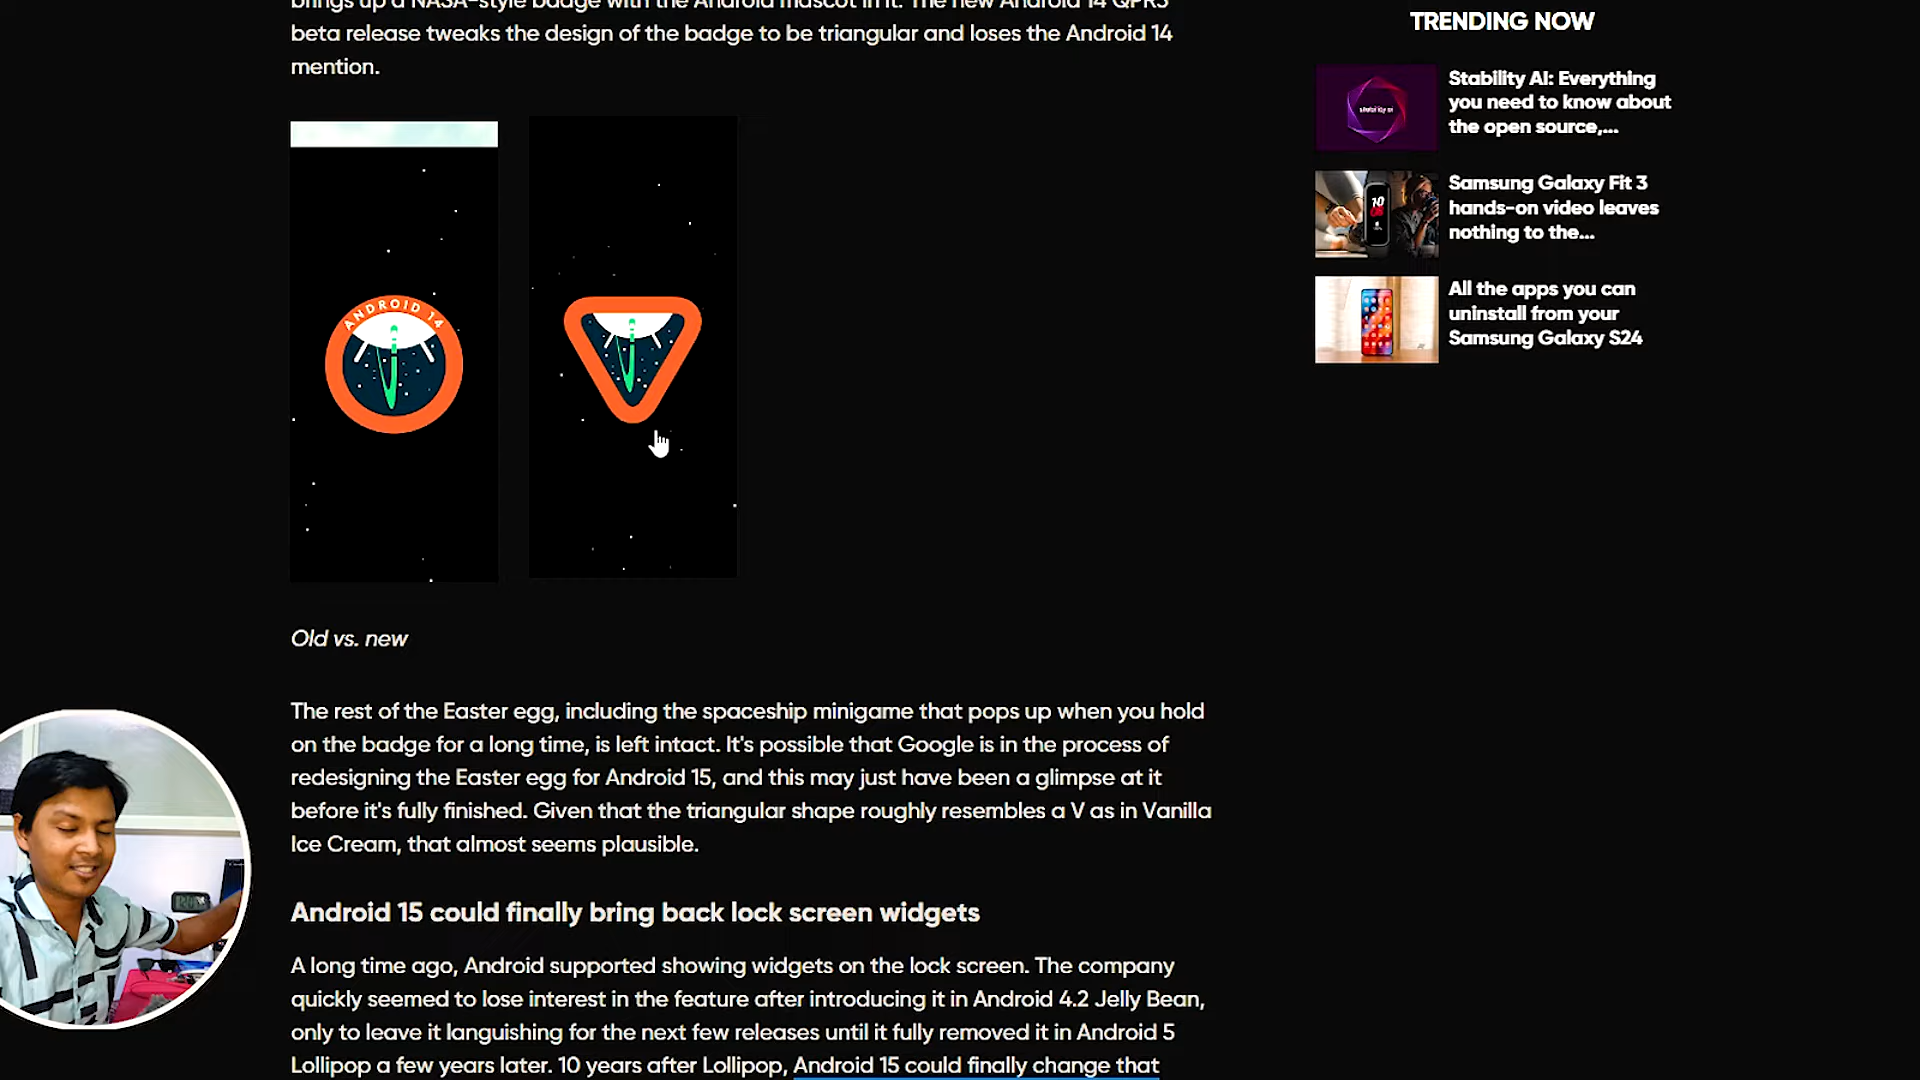 brings up a NASA-style badge with the Android mascot in it. The new Android 14 QPR3
beta release tweaks the design of the badge to be triangular and loses the Android 14
mention.
ANDROID 14
Old vs. new
The rest of the Easter egg, including the spaceship minigame that pops up when you hold
on the badge for a long time, is left intact. It's possible that Google is in the process of
redesigning the Easter egg for Android 15, and this may just have been a glimpse at it
before it's fully finished. Given that the triangular shape roughly resembles a V as in Vanilla
Ice Cream, that almost seems plausible.
Android 15 could finally bring back lock screen widgets
A long time ago, Android supported showing widgets on the lock screen. The company
quickly seemed to lose interest in the feature after introducing it in Android 4.2 Jelly Bean,
only to leave it languishing for the next few releases until it fully removed it in Android 5
Lollipop a few years later. 10 years after Lollipop, Android 15 could finally change that
TRENDING NOW
stability ai
Stability AI: Everything
you need to know about
the open source,...
Samsung Galaxy Fit 3
hands-on video leaves
nothing to the...
All the apps you can
uninstall from your
Samsung Galaxy S24